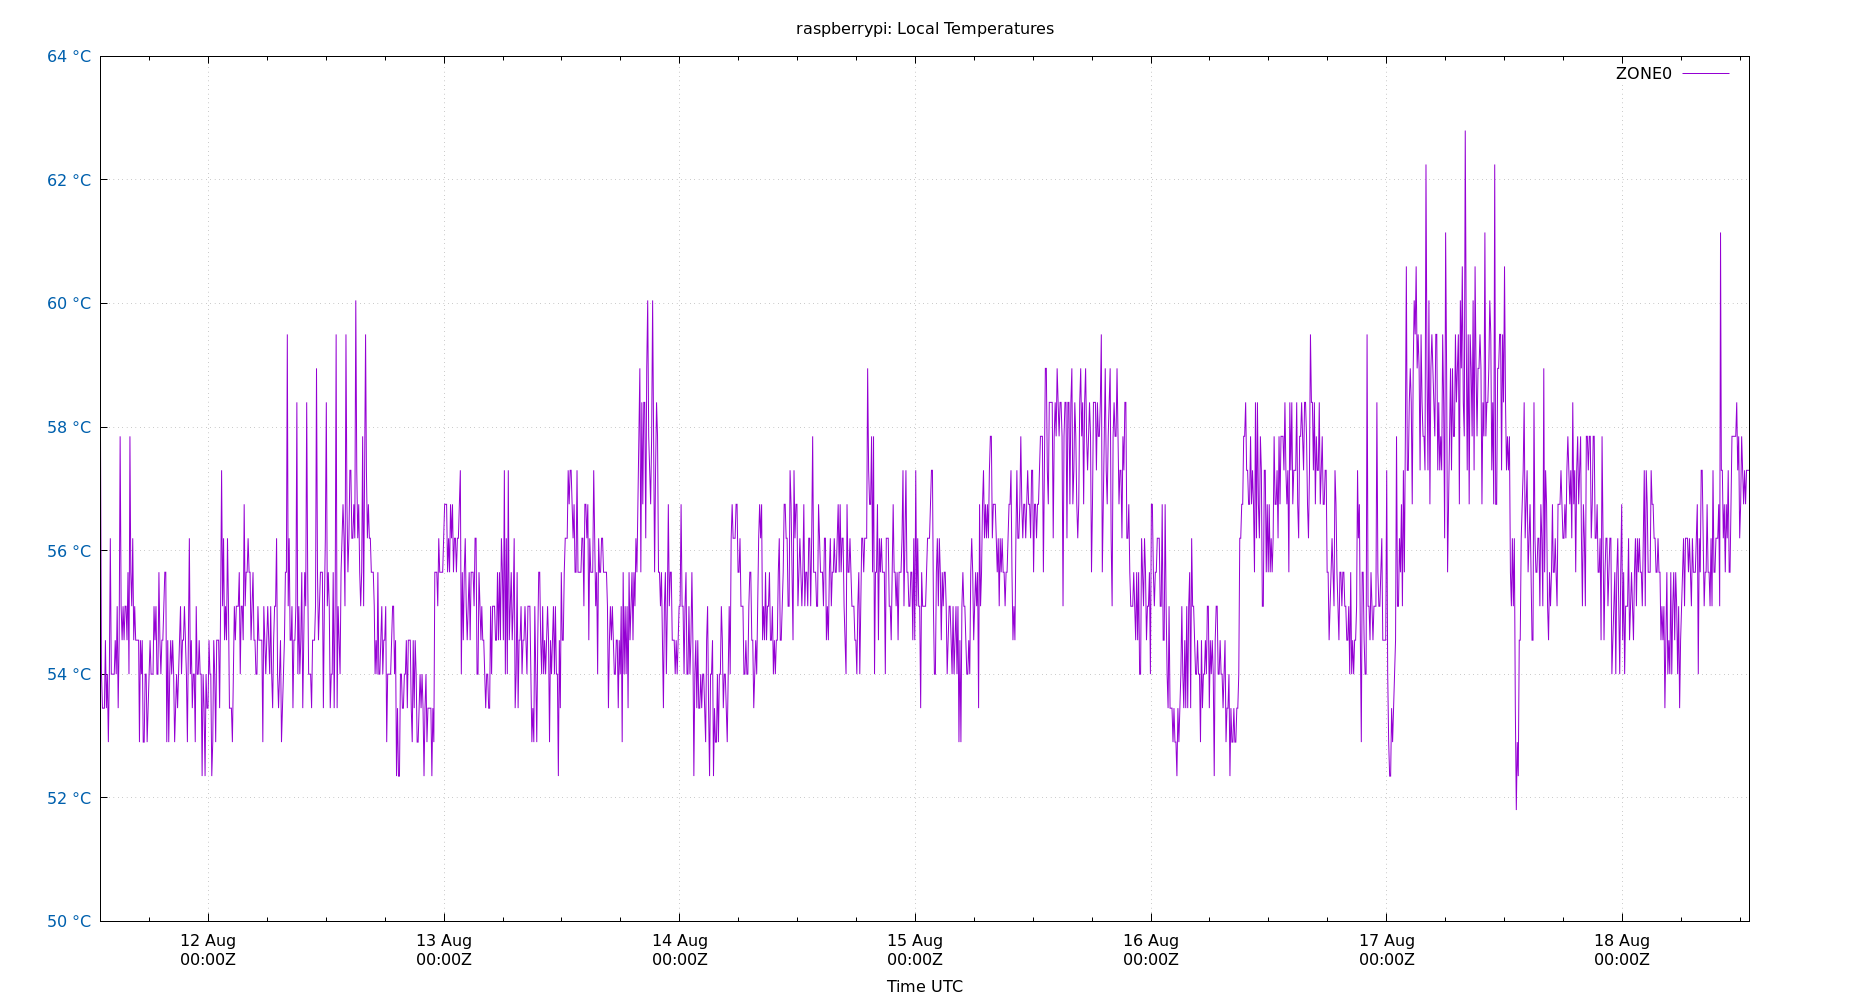 raspberrypi: Local Temperatures
64 °C
ZONE0
62 °C
60 °C
58 °C
56 °C
54 °C
52 °C
50 °C
12 Aug 13 Aug 14 Aug 15 Aug 16 Aug 17 Aug 18 Aug
00:00Z 00:00Z 00:00Z 00:00Z 00:00Z 00:00Z 00:00Z
Time UTC